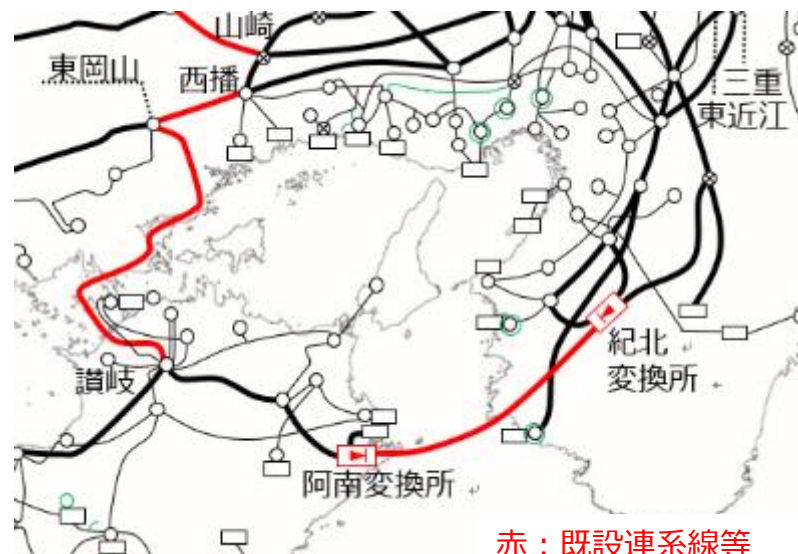 山崎
東岡山
西播
三重
東近江
紀北
変換所
讃岐
阿南変換所
赤：既設連系線等